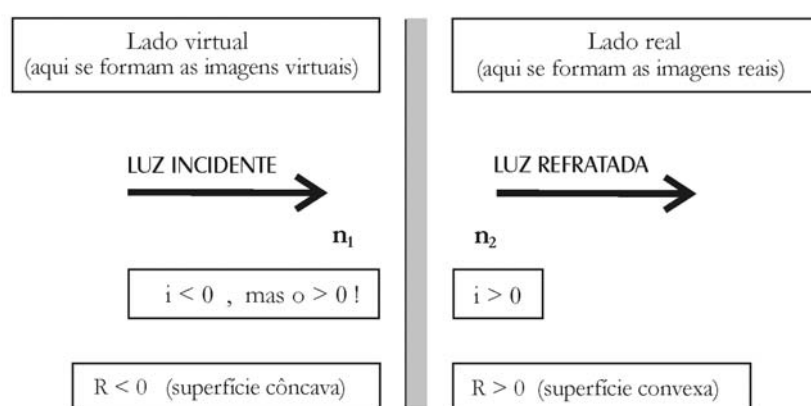 Lado virtual
(aqui se formam as imagens virtuais)
Lado real
(aqui se formam as imagens reais)
LUZ INCIDENTE
LUZ REFRATADA
n₁
n₂
i < 0 , mas o > 0 !
i > 0
R < 0 (superfície côncava)
R > 0 (superfície convexa)